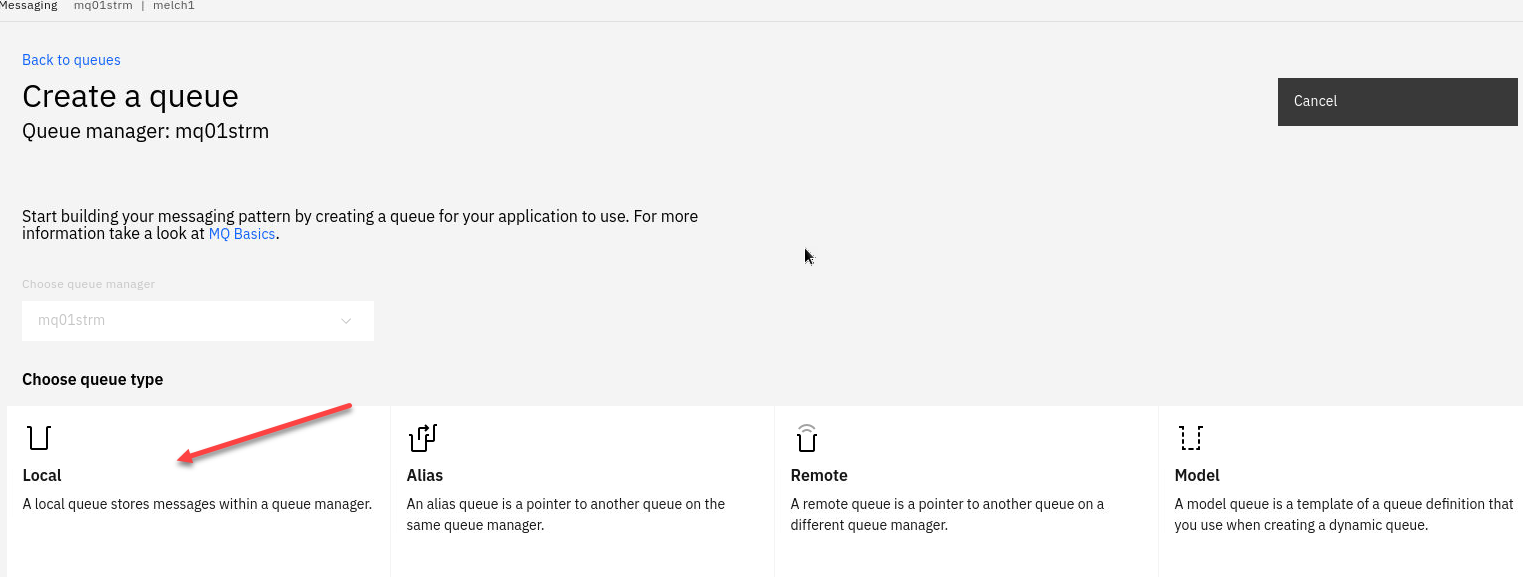 Messaging mq01strm | melch1
Back to queues
Create a queue
Cancel
Queue manager: mq01strm
Start building your messaging pattern by creating a queue for your application to use. For more
information take a look at MQ Basics.
Choose queue manager
mq01strm
Choose queue type
Local
A local queue stores messages within a queue manager.
Alias
An alias queue is a pointer to another queue on the
same queue manager.
Remote
A remote queue is a pointer to another queue on a
different queue manager.
Model
A model queue is a template of a queue definition that
you use when creating a dynamic queue.